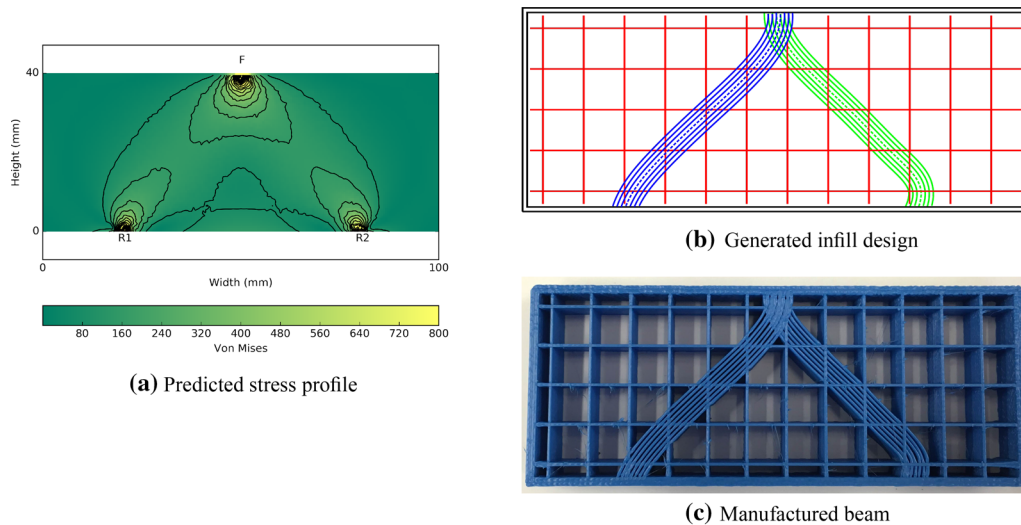 F
40
Height (mm)
0
R1 R2
0 100
Width (mm)
80 160 240 320 400 480 560 640 720 800
Von Mises
(a) Predicted stress profile
(b) Generated infill design
(c) Manufactured beam